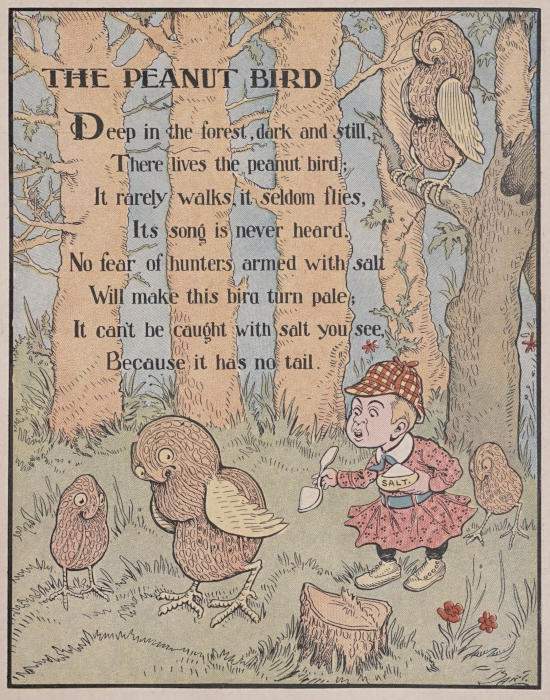 THE PEANUT BIRD
Deep in the forest, dark and still,
There lives the peanut bird;
It rarely walks, it seldom flies,
Its song is never heard.
No fear of hunters armed with salt
Will make this bird turn pale;
It can't be caught with salt you see,
Because it has no tail.
SALT.